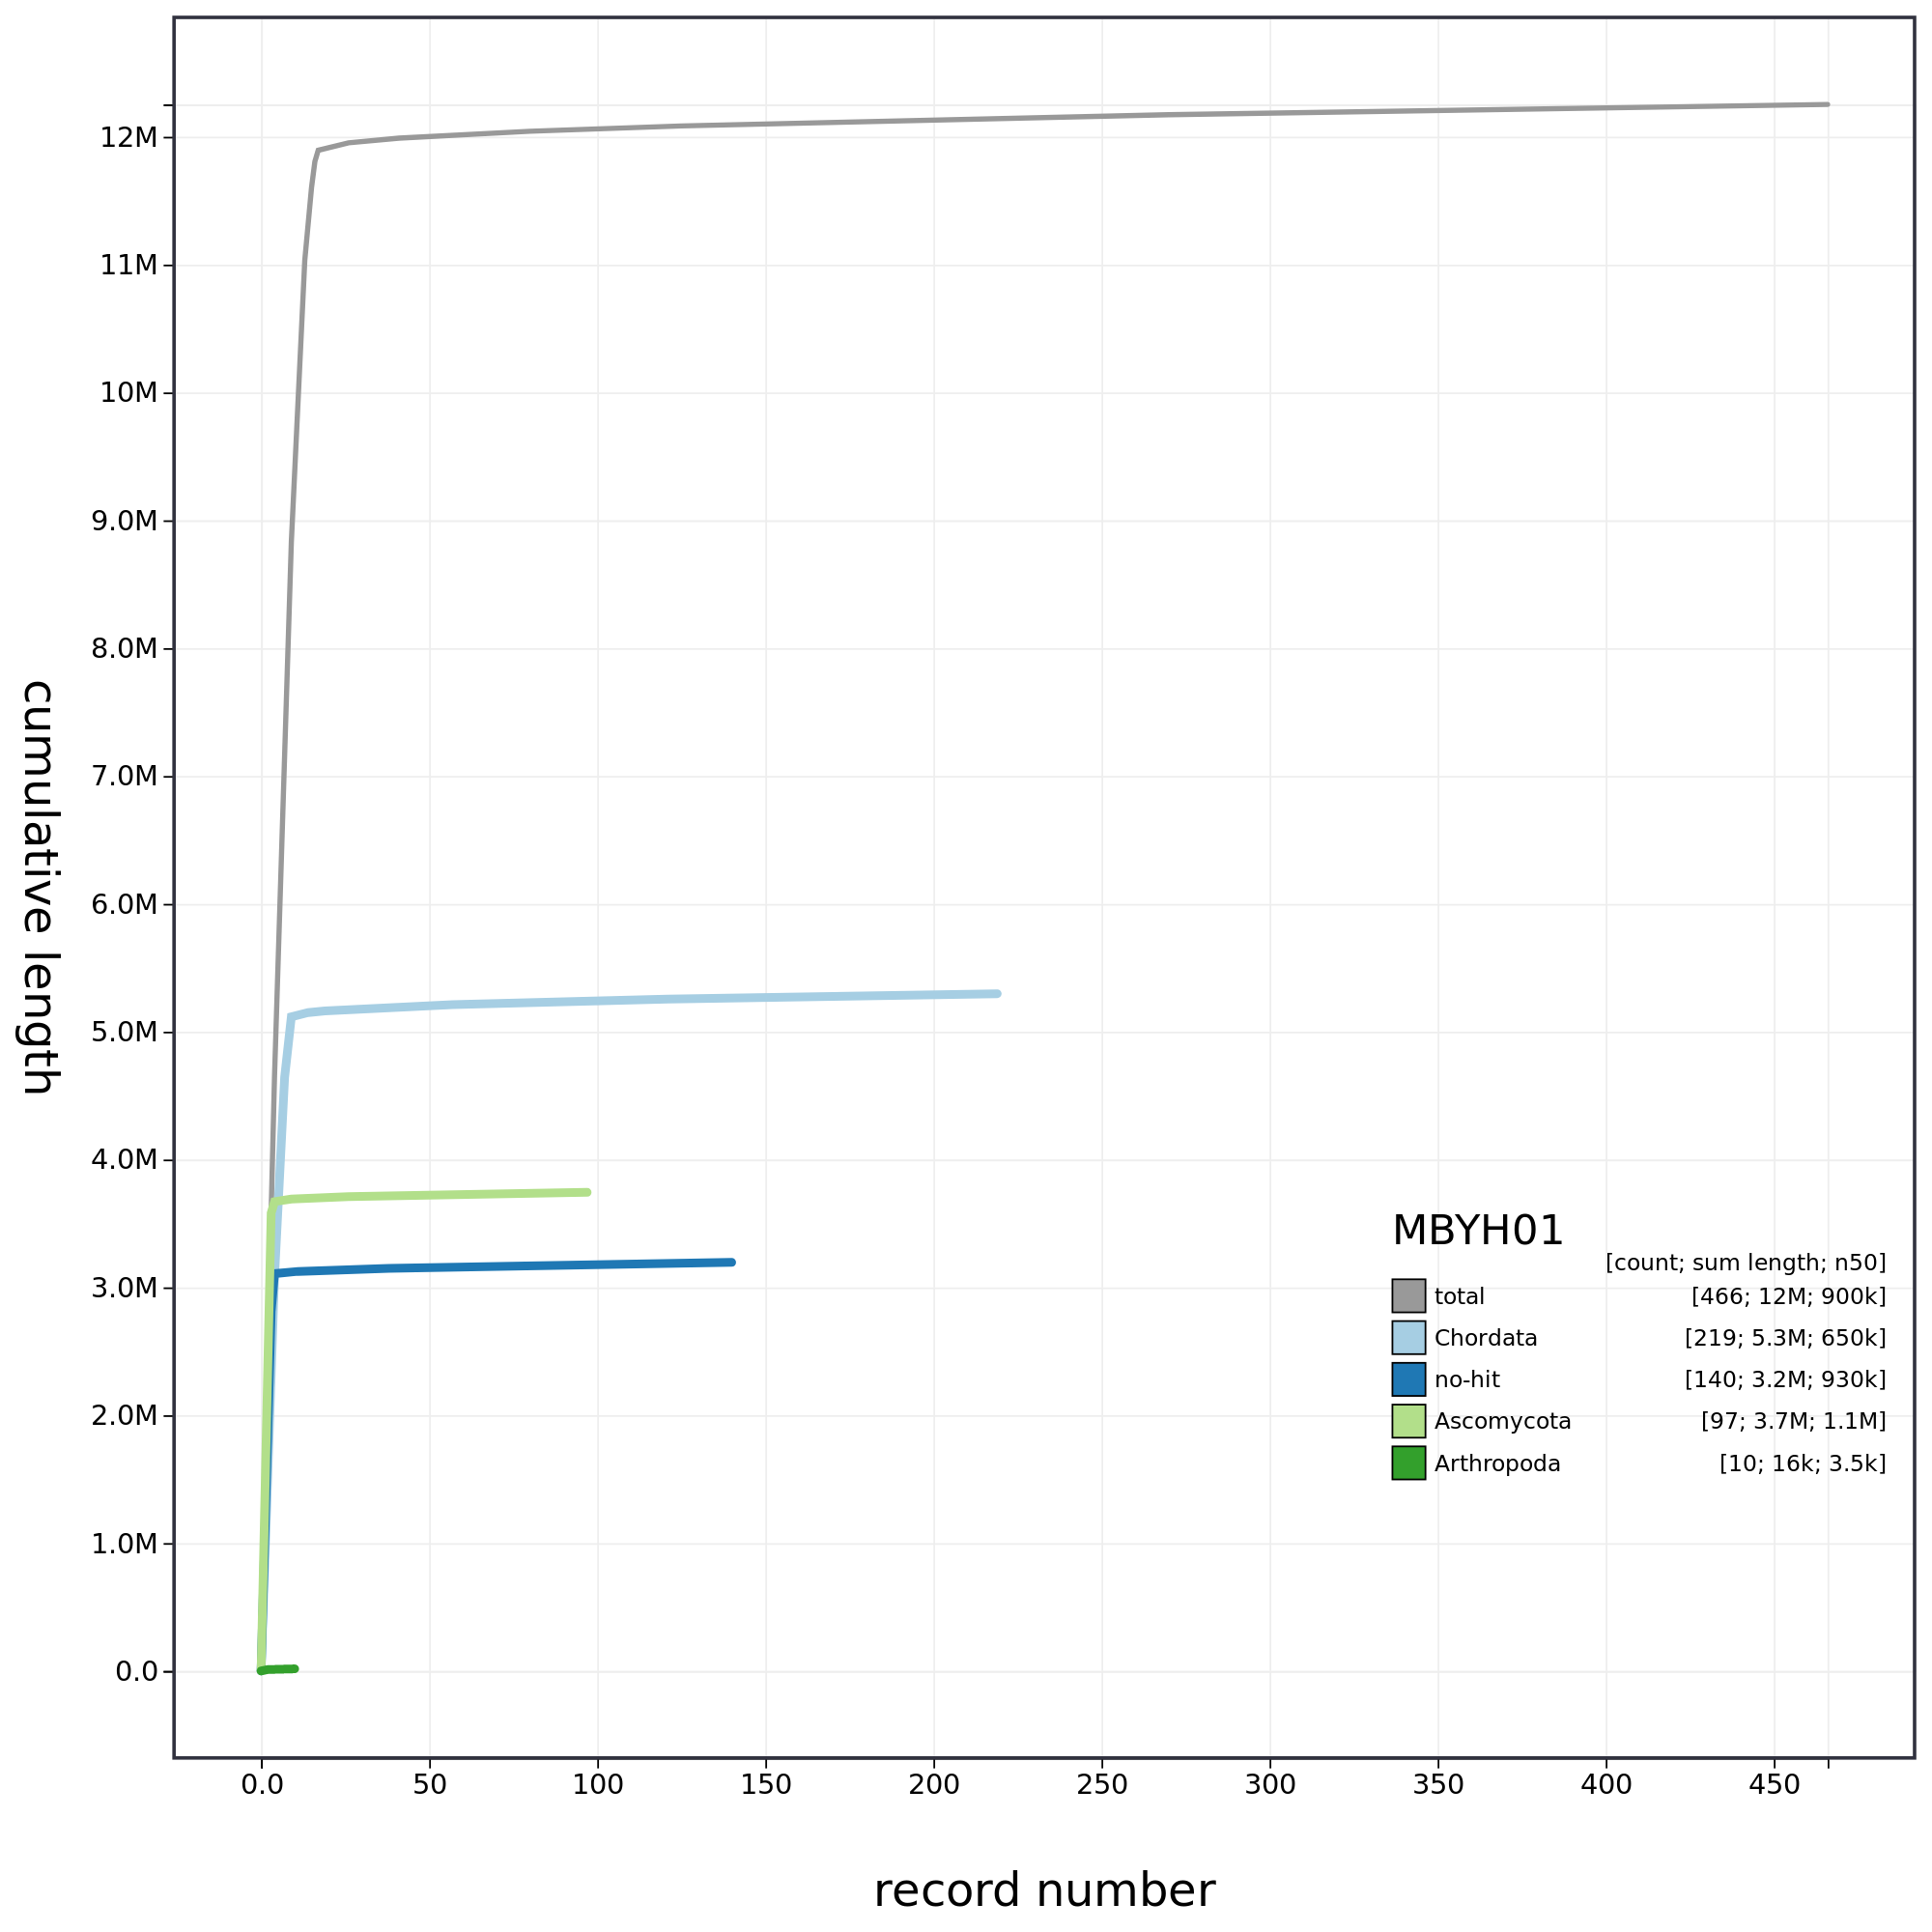 12M
11M
10M
9.0M
8.0M
7.0M
6.0M
5.0M
4.0M
3.0M
2.0M
1.0M
0.0
cumulative length
MBYH01
[count; sum length; n50]
total [466; 12M; 900k]
Chordata [219; 5.3M; 650k]
no-hit [140; 3.2M; 930k]
Ascomycota [97; 3.7M; 1.1M]
Arthropoda [10; 16k; 3.5k]
0.0 50 100 150 200 250 300 350 400 450
record number